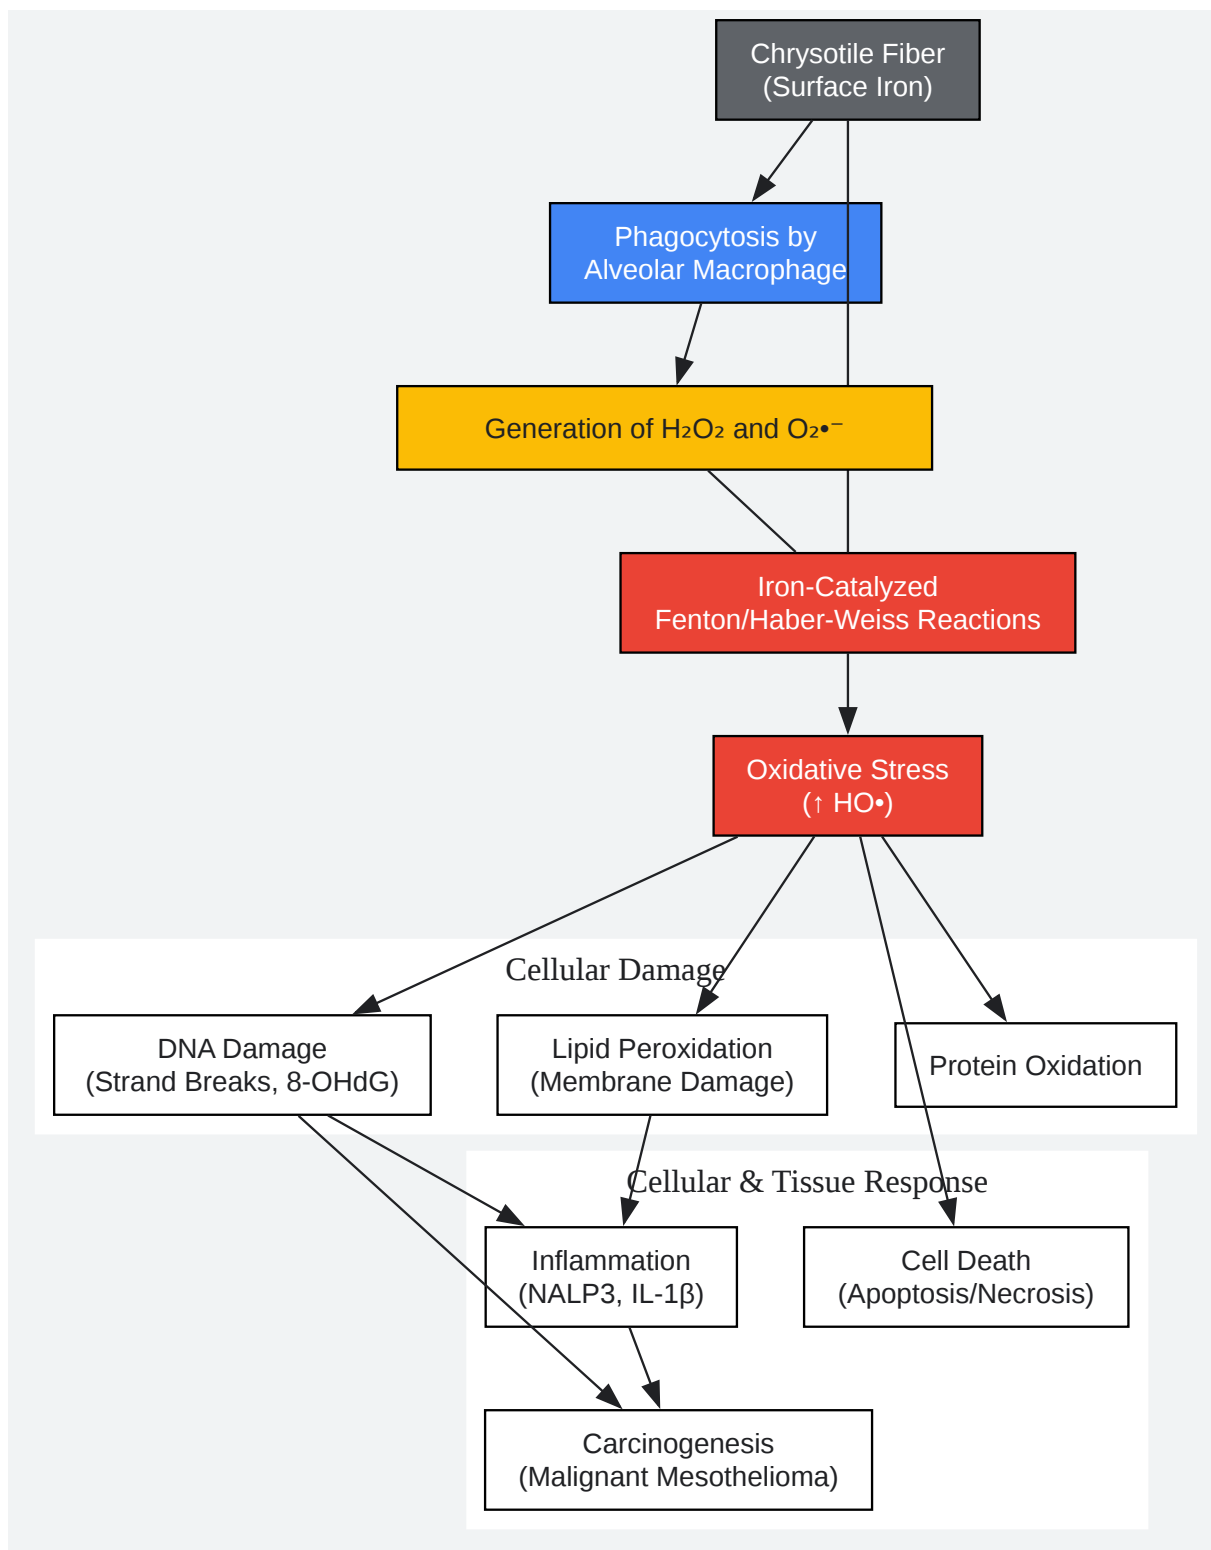 Chrysotile Fiber
(Surface Iron)
Phagocytosis by
Alveolar Macrophage
Generation of H₂O₂ and O₂•⁻
Iron-Catalyzed
Fenton/Haber-Weiss Reactions
Oxidative Stress
(↑ HO•)
Cellular Damage
DNA Damage
(Strand Breaks, 8-OHdG)
Lipid Peroxidation
(Membrane Damage)
Protein Oxidation
Cellular & Tissue Response
Inflammation
(NALP3, IL-1β)
Cell Death
(Apoptosis/Necrosis)
Carcinogenesis
(Malignant Mesothelioma)